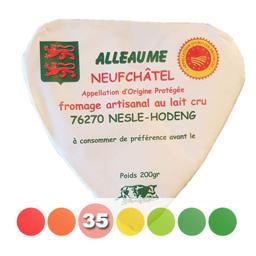 ALLEAUME
NEUFCHÂTEL
Appellation d'Origine Protégée
fromage artisanal au lait cru
76270 NESLE-HODENG
à consommer de préférence avant le
Poids 200gr
35